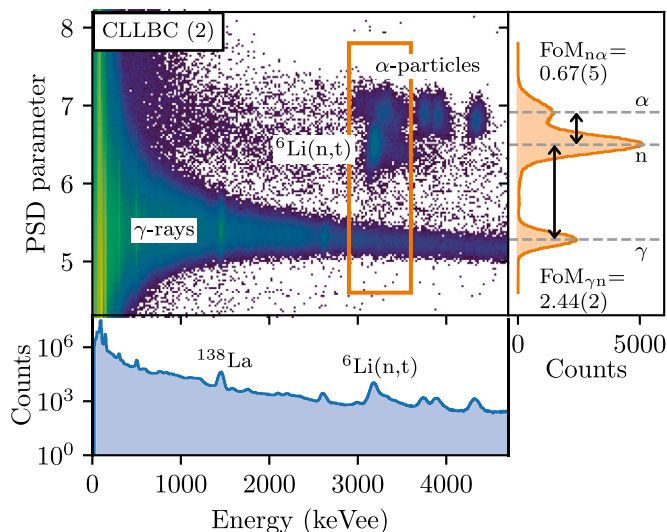 CLLBC (2)
α-particles
⁶Li(n,t)
γ-rays
PSD parameter
8
7
6
5
FoMnα=
0.67(5)
α
n
γ
FoMγn=
2.44(2)
0
5000
Counts
¹³⁸La
⁶Li(n,t)
Counts
10⁶
10³
10⁰
0
1000
2000
3000
4000
Energy (keVee)